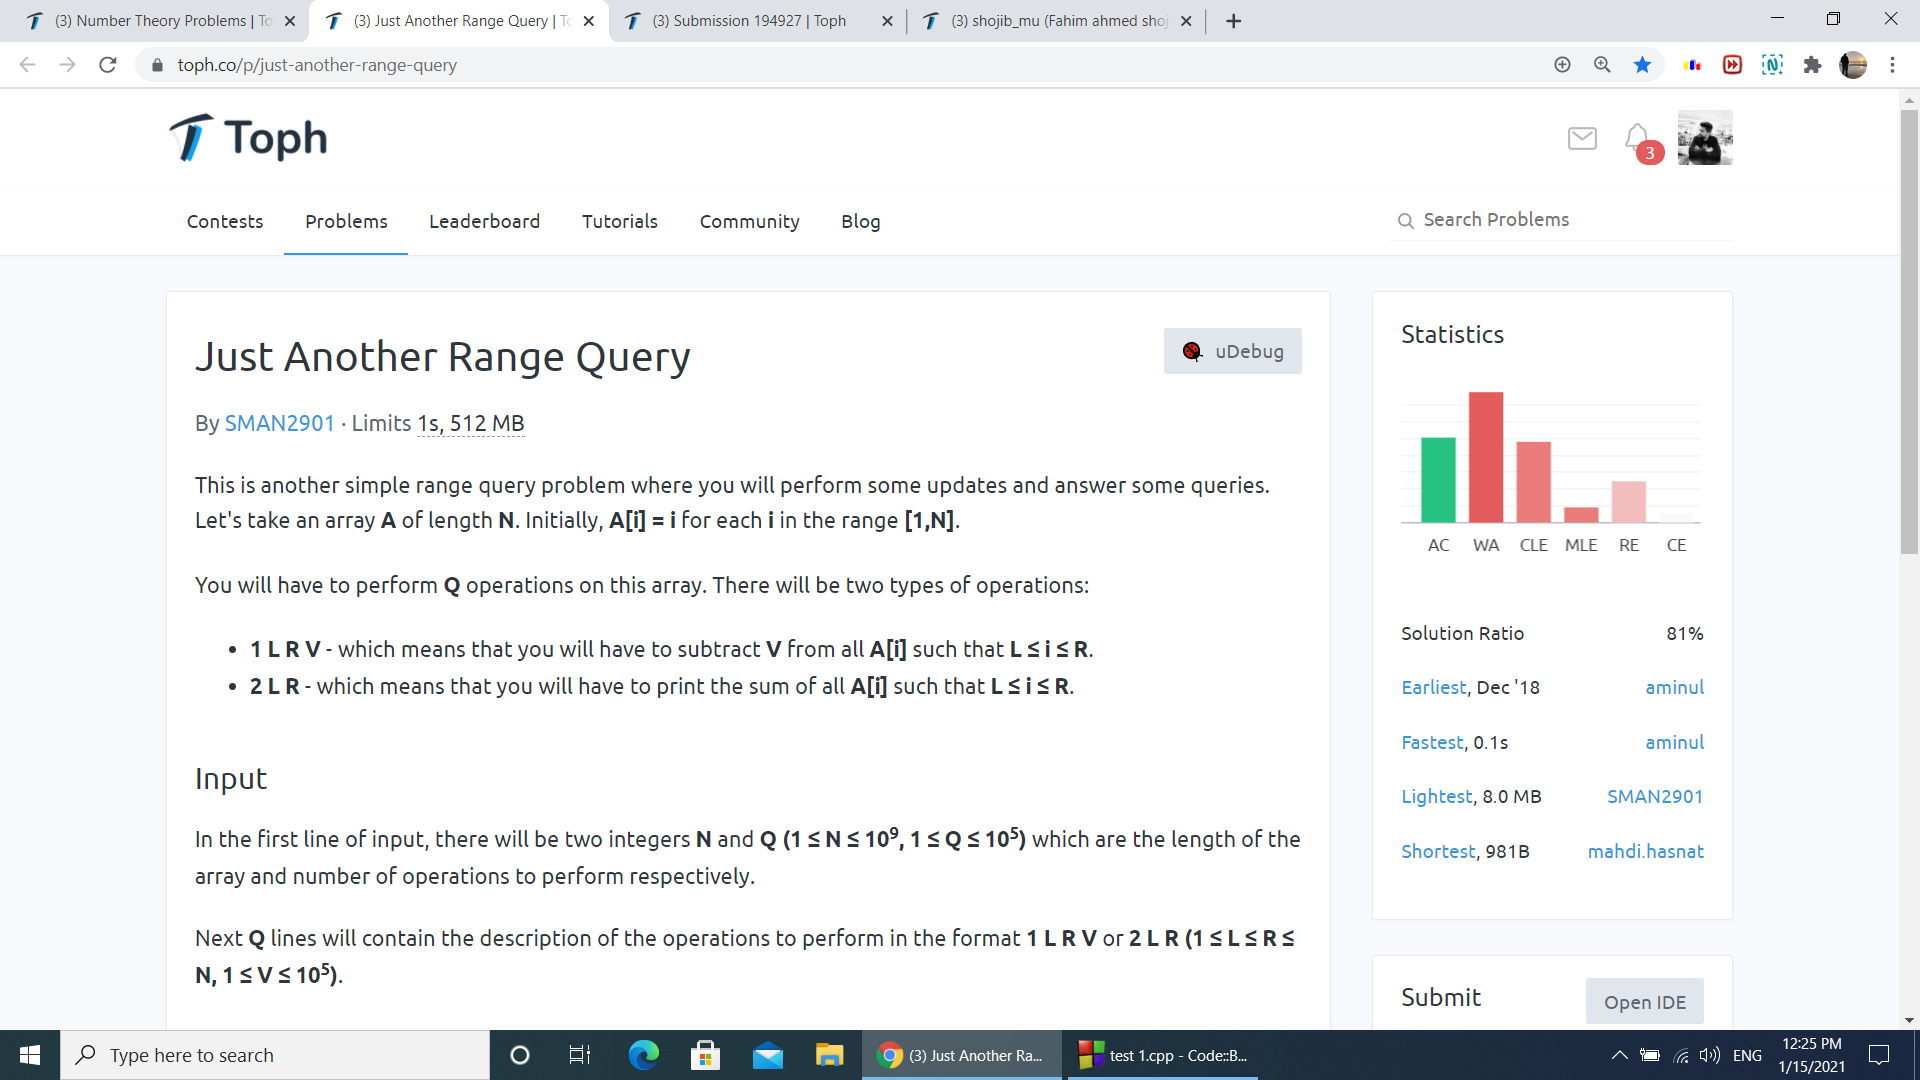 (3) Number Theory Problems | To
(3) Just Another Range Query | To
(3) Submission 194927 | Toph
(3) shojib_mu (Fahim ahmed shoj
toph.co/p/just-another-range-query
Toph
3
Contests Problems Leaderboard Tutorials Community Blog
Search Problems
Just Another Range Query
uDebug
By SMAN2901 · Limits 1s, 512 MB
This is another simple range query problem where you will perform some updates and answer some queries.
Let's take an array A of length N. Initially, A[i] = i for each i in the range [1,N].
You will have to perform Q operations on this array. There will be two types of operations:
• 1 L R V - which means that you will have to subtract V from all A[i] such that L ≤ i ≤ R.
• 2 L R - which means that you will have to print the sum of all A[i] such that L ≤ i ≤ R.
Input
In the first line of input, there will be two integers N and Q (1 ≤ N ≤ 10⁹, 1 ≤ Q ≤ 10⁵) which are the length of the
array and number of operations to perform respectively.
Next Q lines will contain the description of the operations to perform in the format 1 L R V or 2 L R (1 ≤ L ≤ R ≤
N, 1 ≤ V ≤ 10⁵).
Statistics
AC WA CLE MLE RE CE
Solution Ratio 81%
Earliest, Dec '18 aminul
Fastest, 0.1s aminul
Lightest, 8.0 MB SMAN2901
Shortest, 981B mahdi.hasnat
Submit
Open IDE
Type here to search
(3) Just Another Ra...
test 1.cpp - Code::B...
ENG
12:25 PM
1/15/2021